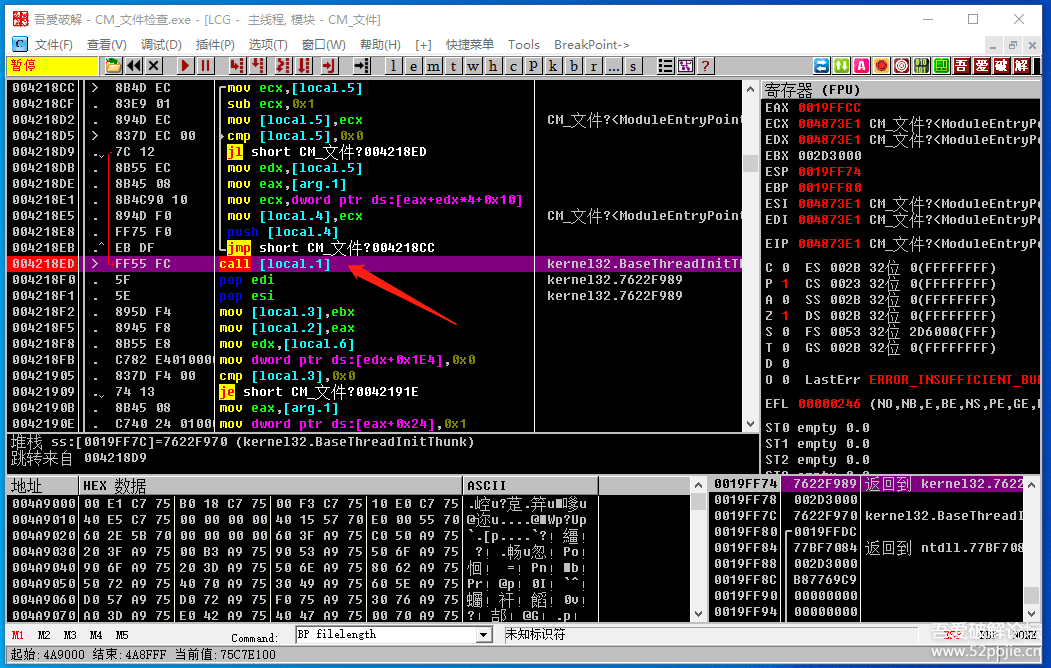 吾爱破解 - CM_文件检查.exe - [LCG - 主线程, 模块 - CM_文件]
C 文件(F) 查看(V) 调试(D) 插件(P) 选项(T) 窗口(W) 帮助(H) [+] 快捷菜单 Tools BreakPoint->
暂停 l e m t w h c p k b r ... s ? 吾 爱 破 解
004218CC > 8B4D EC mov ecx,[local.5]
004218CF . 83E9 01 sub ecx,0x1
004218D2 . 894D EC mov [local.5],ecx CM_文件?<ModuleEntryPoint
004218D5 > 837D EC 00 cmp [local.5],0x0
004218D9 . 7C 12 jl short CM_文件?004218ED
004218DB . 8B55 EC mov edx,[local.5]
004218DE . 8B45 08 mov eax,[arg.1]
004218E1 . 8B4C90 10 mov ecx,dword ptr ds:[eax+edx*4+0x10]
004218E5 . 894D F0 mov [local.4],ecx CM_文件?<ModuleEntryPoint
004218E8 . FF75 F0 push [local.4]
004218EB .^ EB DF jmp short CM_文件?004218CC
004218ED > FF55 FC call [local.1] kernel32.BaseThreadInitTh
004218F0 . 5F pop edi kernel32.7622F989
004218F1 . 5E pop esi kernel32.7622F989
004218F2 . 895D F4 mov [local.3],ebx
004218F5 . 8945 F8 mov [local.2],eax
004218F8 . 8B55 E8 mov edx,[local.6]
004218FB . C782 E4010000 mov dword ptr ds:[edx+0x1E4],0x0
00421905 . 837D F4 00 cmp [local.3],0x0
00421909 . 74 13 je short CM_文件?0042191E
0042190B . 8B45 08 mov eax,[arg.1]
0042190E . C740 24 0100 mov dword ptr ds:[eax+0x24],0x1
堆栈 ss:[0019FF7C]=7622F970 (kernel32.BaseThreadInitThunk)
跳转来自 004218D9
寄存器 (FPU)
EAX 0019FFCC
ECX 004873E1 CM_文件?<ModuleEntryPo
EDX 004873E1 CM_文件?<ModuleEntryPo
EBX 002D3000
ESP 0019FF74
EBP 0019FF80
ESI 004873E1 CM_文件?<ModuleEntryPo
EDI 004873E1 CM_文件?<ModuleEntryPo
EIP 004873E1 CM_文件?<ModuleEntryPo
C 0 ES 002B 32位 0(FFFFFFFF)
P 1 CS 0023 32位 0(FFFFFFFF)
A 0 SS 002B 32位 0(FFFFFFFF)
Z 1 DS 002B 32位 0(FFFFFFFF)
S 0 FS 0053 32位 2D6000(FFF)
T 0 GS 002B 32位 0(FFFFFFFF)
D 0
O 0 LastErr ERROR_INSUFFICIENT_BU
EFL 00000246 (NO,NB,E,BE,NS,PE,GE,
ST0 empty 0.0
ST1 empty 0.0
ST2 empty 0.0
地址 HEX 数据 ASCII
004A9000 00 E1 C7 75 B0 18 C7 75 00 F3 C7 75 10 E0 C7 75
004A9010 40 E5 C7 75 00 00 00 00 40 15 57 70 E0 00 55 70
004A9020 60 2E 5B 70 00 00 00 00 60 3F A9 75 C0 50 A9 75
004A9030 20 3F A9 75 00 B3 A9 75 90 53 A9 75 50 6F A9 75
004A9040 90 6F A9 75 20 3D A9 75 50 6E A9 75 80 62 A9 75
004A9050 50 72 A9 75 40 70 A9 75 30 49 A9 75 60 5E A9 75
004A9060 D0 57 A9 75 D0 72 A9 75 F0 75 A9 75 30 76 A9 75
004A9070 A0 3D A9 75 E0 72 A9 75 40 47 A9 75 00 70 A9 75
0019FF74 7622F989 返回到 kernel32.7622
0019FF78 002D3000
0019FF7C 7622F970 kernel32.BaseThreadI
0019FF80 0019FFDC
0019FF84 77BF7084 返回到 ntdll.77BF708
0019FF88 002D3000
0019FF8C B87769C9
0019FF90 00000000
0019FF94 00000000
M1 M2 M3 M4 M5 Command: BP filelength 未知标识符
起始: 4A9000 结束: 4A8FFF 当前值: 75C7E100
吾爱破解论坛
www.52pojie.cn